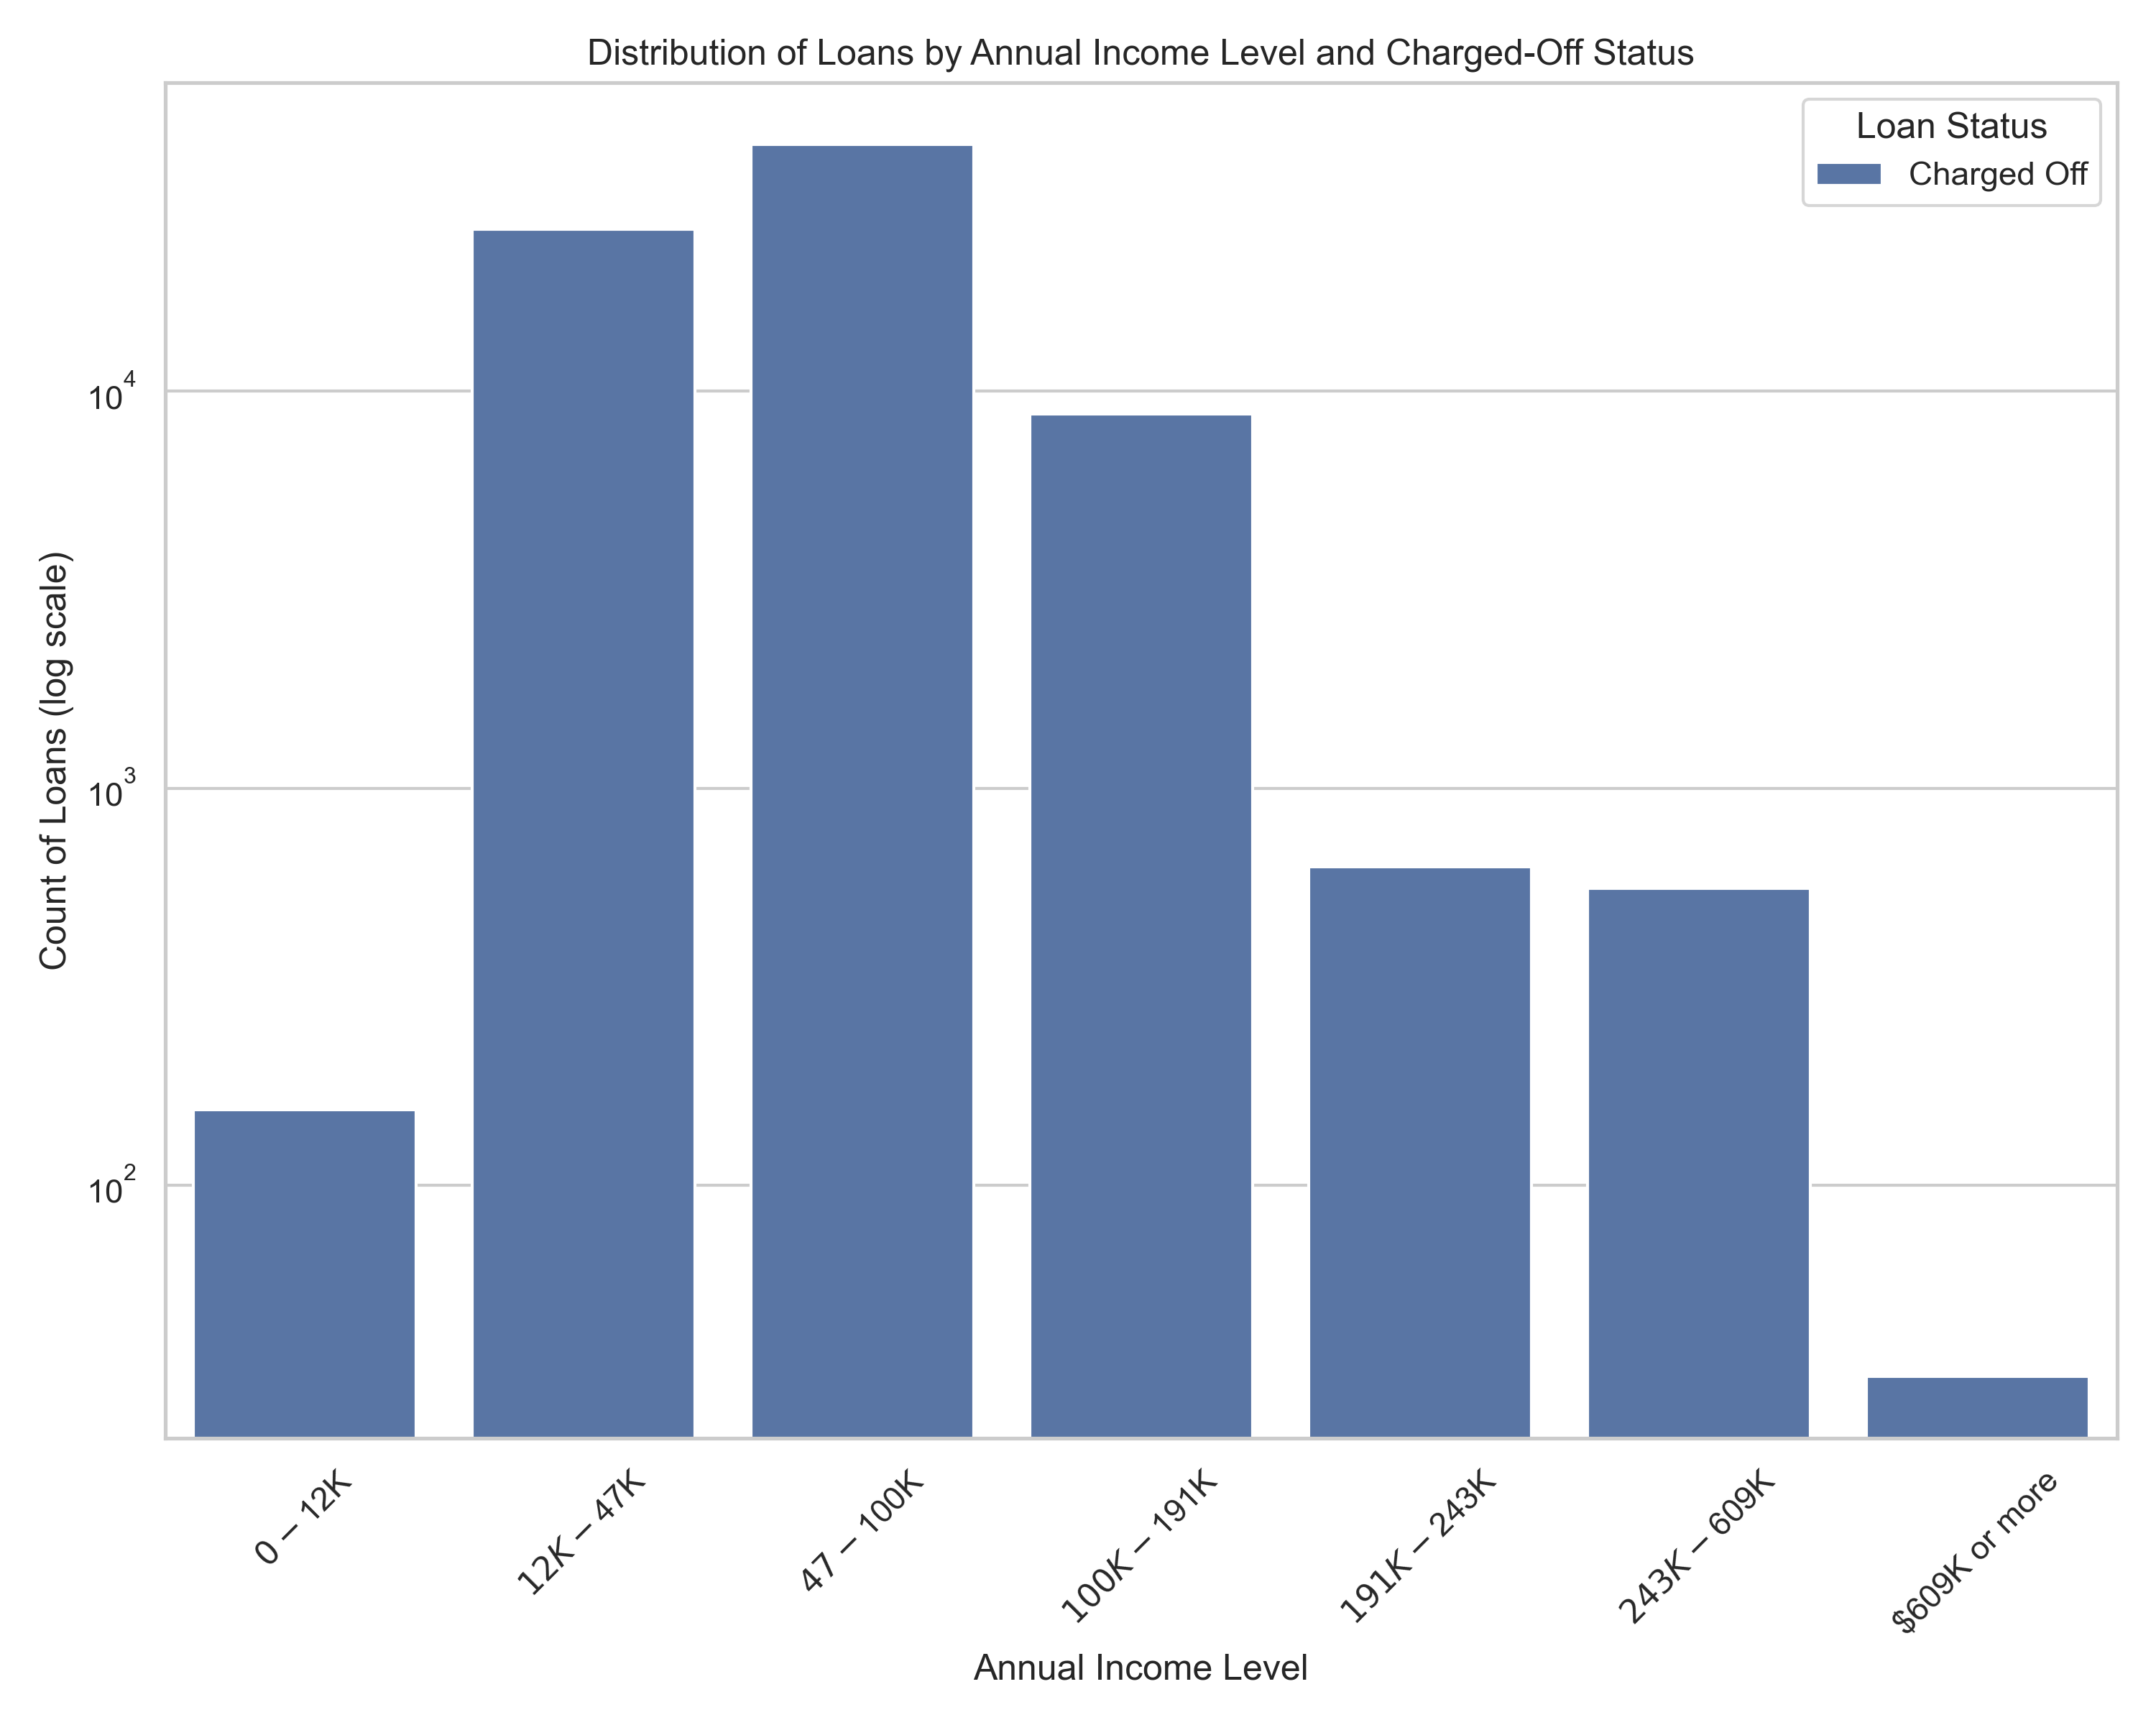 Distribution of Loans by Annual Income Level and Charged-Off Status
Loan Status
Charged Off
Count of Loans (log scale)
10^4
10^3
10^2
0 − 12K
12K − 47K
47 − 100K
100K − 191K
191K − 243K
243K − 609K
$609K or more
Annual Income Level